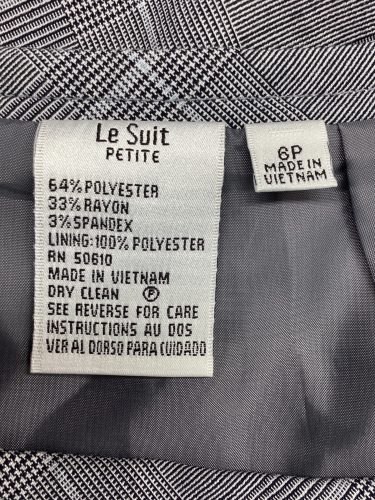 Le Suit
PETITE
64% POLYESTER
33% RAYON
3% SPANDEX
LINING: 100% POLYESTER
RN 50610
MADE IN VIETNAM
DRY CLEAN Ⓟ
SEE REVERSE FOR CARE
INSTRUCTIONS AU DOS
VER AL DORSO PARA CUIDADO
6P
MADE IN
VIETNAM